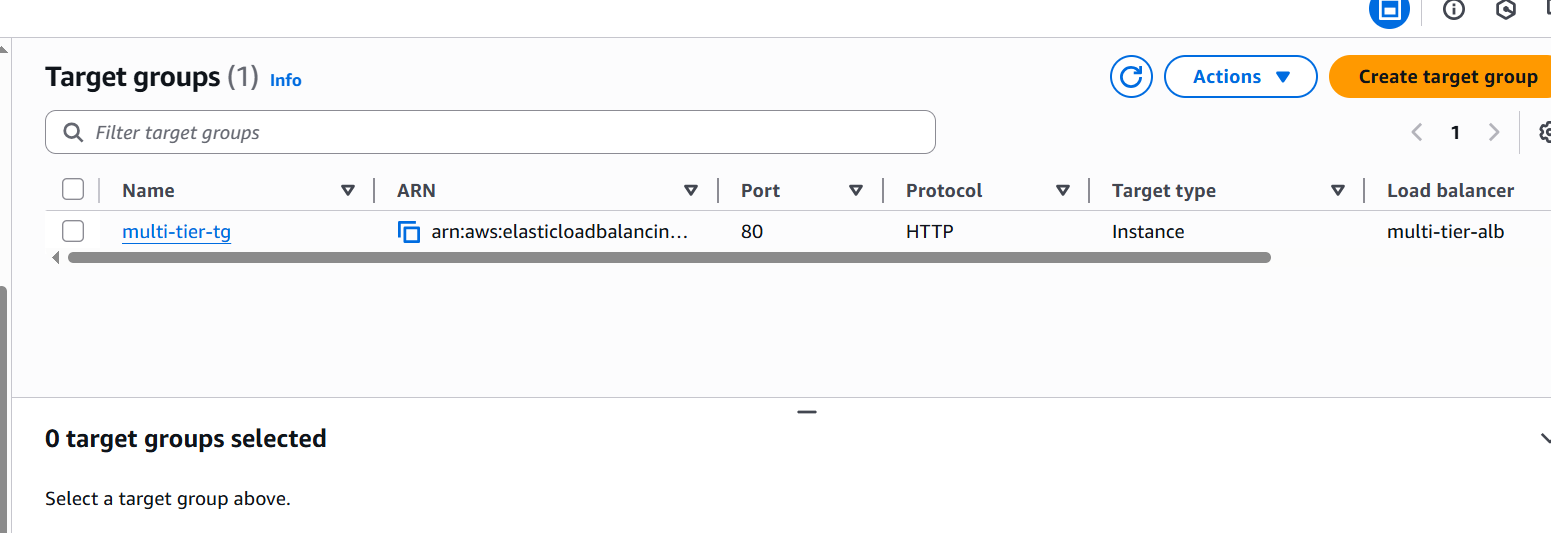 Target groups (1) Info
Actions
Create target group
Filter target groups
1
Name ARN Port Protocol Target type Load balancer
multi-tier-tg arn:aws:elasticloadbalancin... 80 HTTP Instance multi-tier-alb
0 target groups selected
Select a target group above.